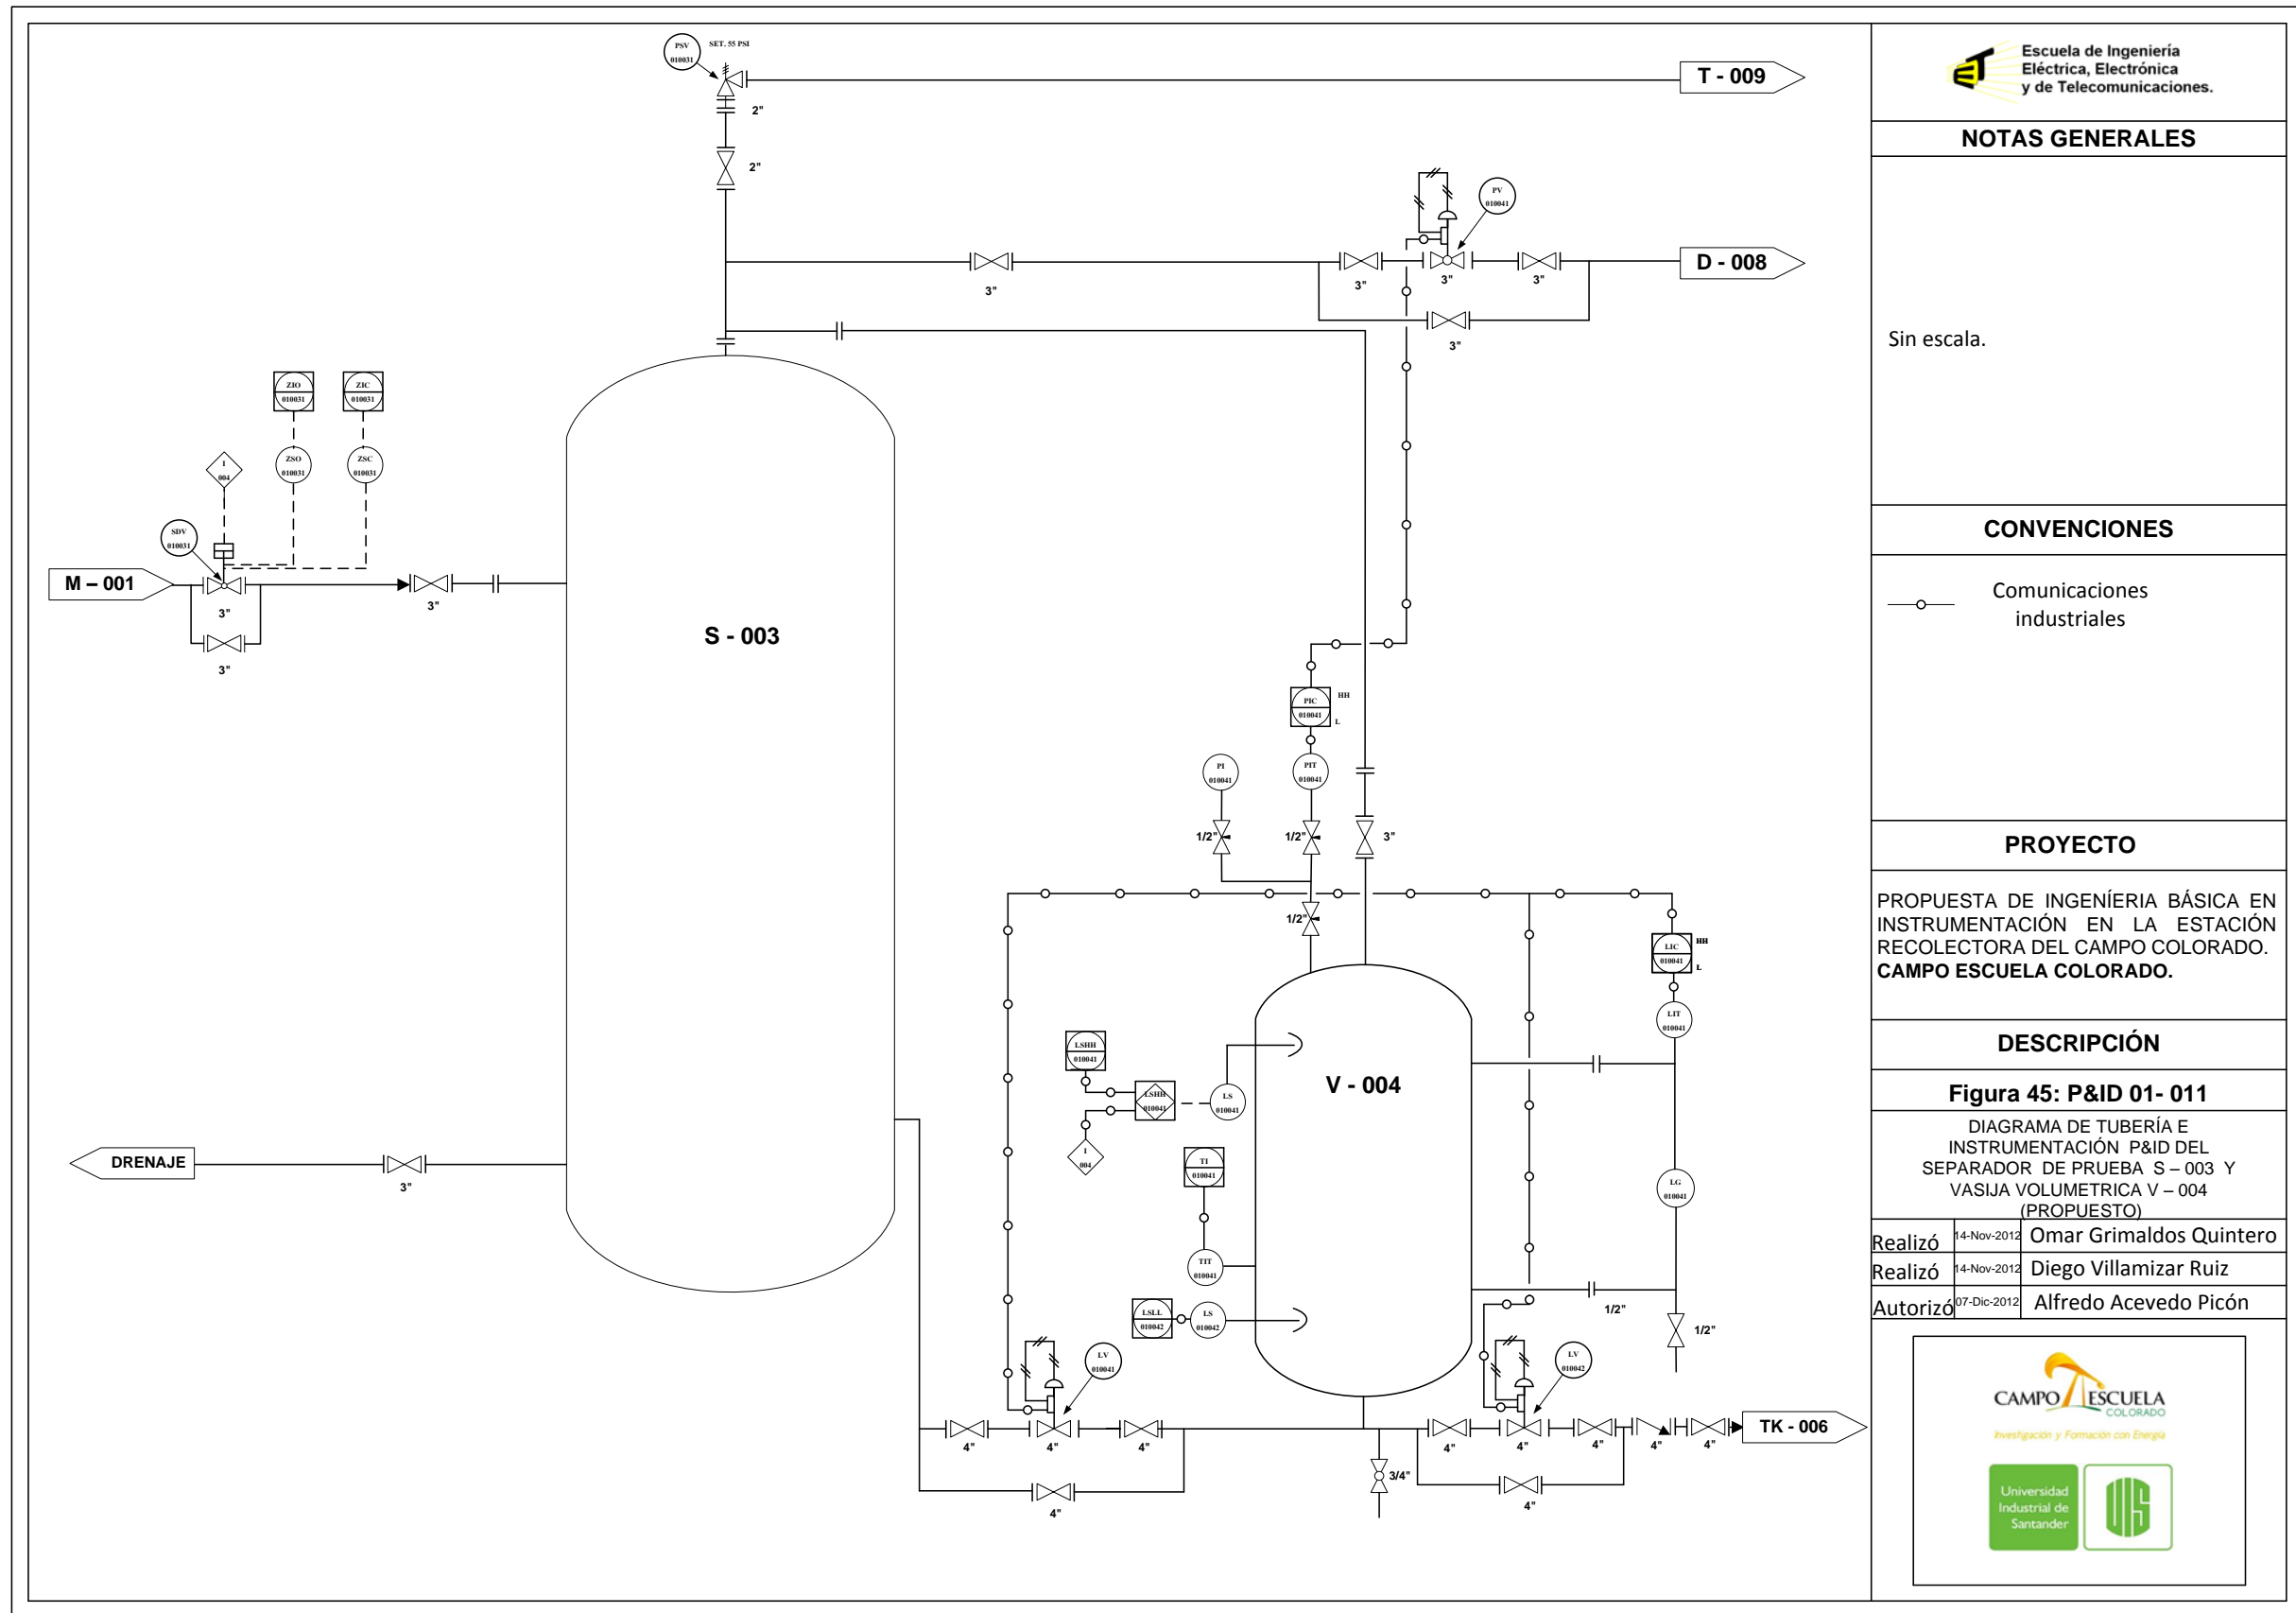 PSV
010031
SET. 55 PSI
T - 009
2"
2"
PV
010041
D - 008
3"
3"
3"
3"
3"
ZIO
010031
ZIC
010031
ZSO
010031
ZSC
010031
I
004
SDV
010031
M – 001
3"
3"
3"
S - 003
PIC
010041
HH
L
PI
010041
PIT
010041
1/2"
1/2"
3"
1/2"
LIC
010041
HH
L
LIT
010041
LSHH
010041
LSHH
010041
LS
010041
I
004
V - 004
TI
010041
LG
010041
DRENAJE
3"
TIT
010041
LSLL
010042
LS
010042
1/2"
1/2"
LV
010041
LV
010042
4"
4"
4"
4"
4"
4"
4"
4"
TK - 006
3/4"
4"
4"
Escuela de Ingeniería
Eléctrica, Electrónica
y de Telecomunicaciones.
NOTAS GENERALES
Sin escala.
CONVENCIONES
Comunicaciones
industriales
PROYECTO
PROPUESTA DE INGENÍERIA BÁSICA EN
INSTRUMENTACIÓN EN LA ESTACIÓN
RECOLECTORA DEL CAMPO COLORADO.
CAMPO ESCUELA COLORADO.
DESCRIPCIÓN
Figura 45: P&ID 01- 011
DIAGRAMA DE TUBERÍA E
INSTRUMENTACIÓN P&ID DEL
SEPARADOR DE PRUEBA S – 003 Y
VASIJA VOLUMETRICA V – 004
(PROPUESTO)
Realizó 14-Nov-2012 Omar Grimaldos Quintero
Realizó 14-Nov-2012 Diego Villamizar Ruiz
Autorizó 07-Dic-2012 Alfredo Acevedo Picón
CAMPO ESCUELA
COLORADO
Investigación y Formación con Energía
Universidad
Industrial de
Santander
UIS